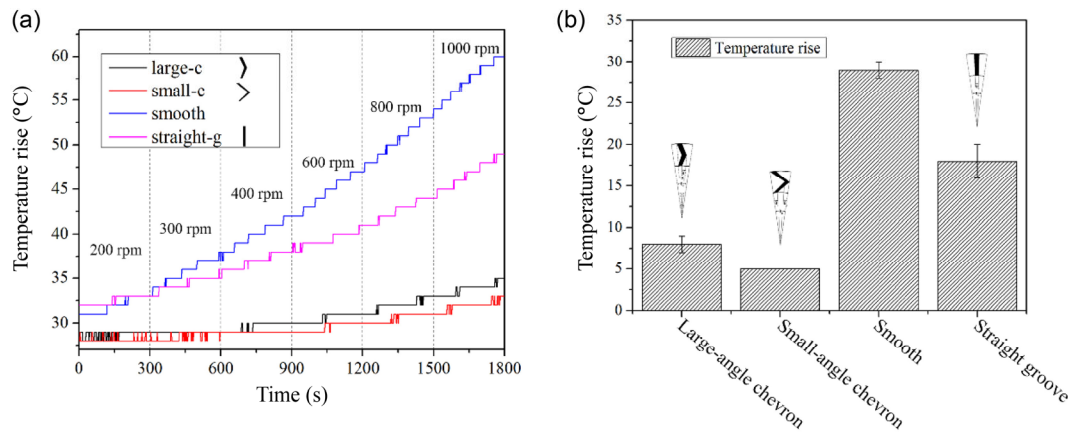 (a)
Temperature rise (°C)
60
55
50
45
40
35
30
large-c
small-c
smooth
straight-g
200 rpm
300 rpm
400 rpm
600 rpm
800 rpm
1000 rpm
0 300 600 900 1200 1500 1800
Time (s)
(b)
Temperature rise (°C)
35
30
25
20
15
10
5
0
Temperature rise
Large-angle chevron
Small-angle chevron
Smooth
Straight groove